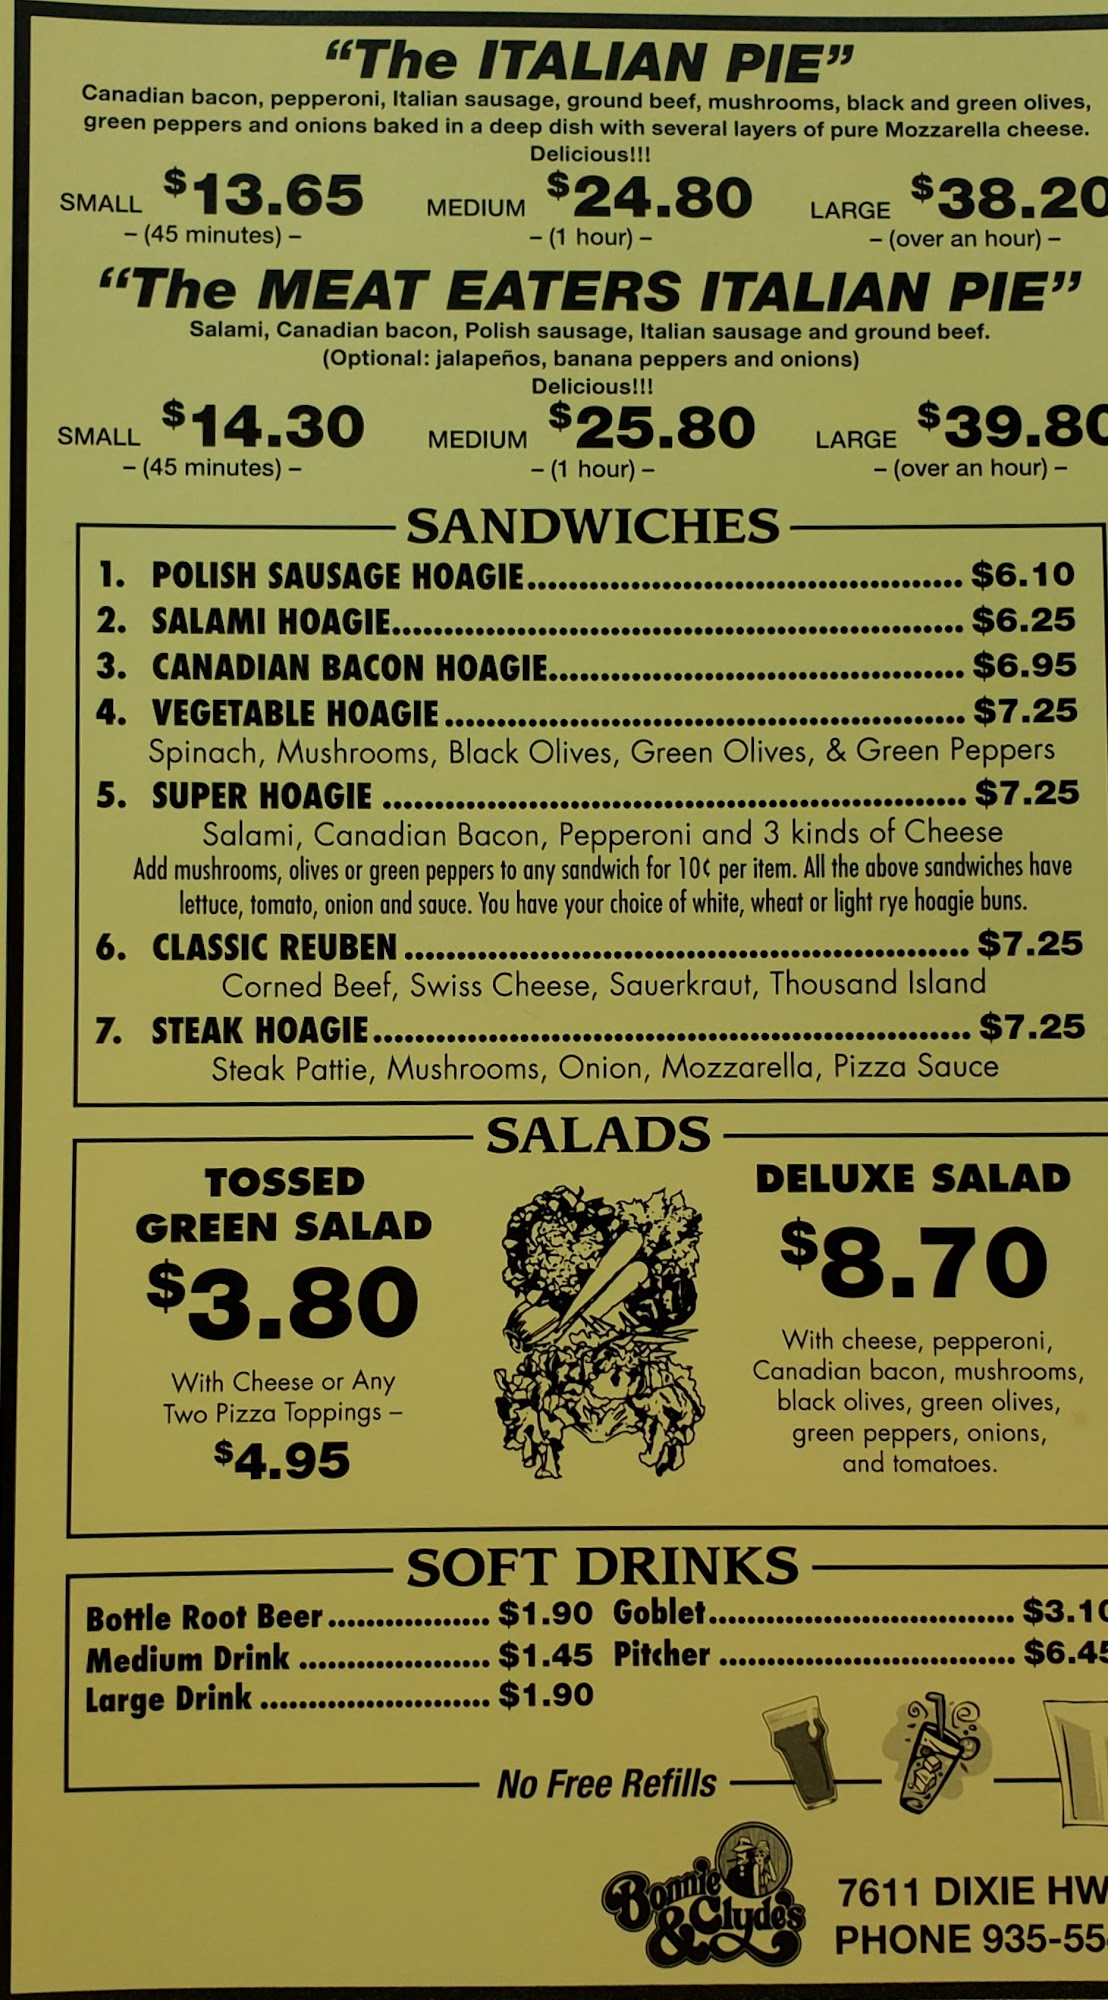 “The ITALIAN PIE”
Canadian bacon, pepperoni, Italian sausage, ground beef, mushrooms, black and green olives,
green peppers and onions baked in a deep dish with several layers of pure Mozzarella cheese.
Delicious!!!
SMALL $13.65 MEDIUM $24.80 LARGE $38.20
– (45 minutes) – – (1 hour) – – (over an hour) –
“The MEAT EATERS ITALIAN PIE”
Salami, Canadian bacon, Polish sausage, Italian sausage and ground beef.
(Optional: jalapeños, banana peppers and onions)
Delicious!!!
SMALL $14.30 MEDIUM $25.80 LARGE $39.80
– (45 minutes) – – (1 hour) – – (over an hour) –
SANDWICHES
1. POLISH SAUSAGE HOAGIE.......................................... $6.10
2. SALAMI HOAGIE....................................................... $6.25
3. CANADIAN BACON HOAGIE........................................ $6.95
4. VEGETABLE HOAGIE.................................................. $7.25
Spinach, Mushrooms, Black Olives, Green Olives, & Green Peppers
5. SUPER HOAGIE ........................................................ $7.25
Salami, Canadian Bacon, Pepperoni and 3 kinds of Cheese
Add mushrooms, olives or green peppers to any sandwich for 10¢ per item. All the above sandwiches have
lettuce, tomato, onion and sauce. You have your choice of white, wheat or light rye hoagie buns.
6. CLASSIC REUBEN ...................................................... $7.25
Corned Beef, Swiss Cheese, Sauerkraut, Thousand Island
7. STEAK HOAGIE.......................................................... $7.25
Steak Pattie, Mushrooms, Onion, Mozzarella, Pizza Sauce
SALADS
TOSSED
GREEN SALAD
$3.80
With Cheese or Any
Two Pizza Toppings –
$4.95
DELUXE SALAD
$8.70
With cheese, pepperoni,
Canadian bacon, mushrooms,
black olives, green olives,
green peppers, onions,
and tomatoes.
SOFT DRINKS
Bottle Root Beer................ $1.90 Goblet.............................. $3.10
Medium Drink ................... $1.45 Pitcher ............................. $6.45
Large Drink ....................... $1.90
No Free Refills
Bonnie
& Clyde's
7611 DIXIE HW
PHONE 935-55